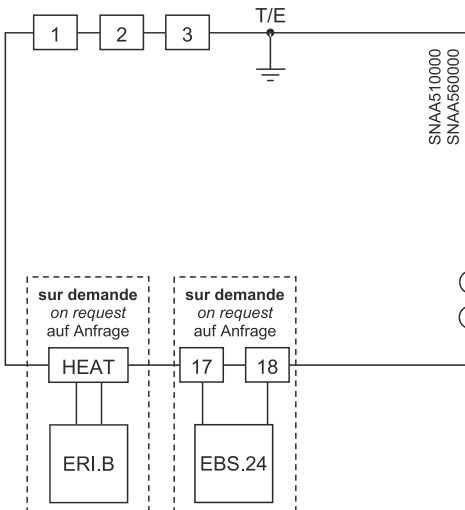 T/E
1
2
3
SNAA510000
SNAA560000
sur demande
on request
auf Anfrage
sur demande
on request
auf Anfrage
HEAT
17
18
ERI.B
EBS.24